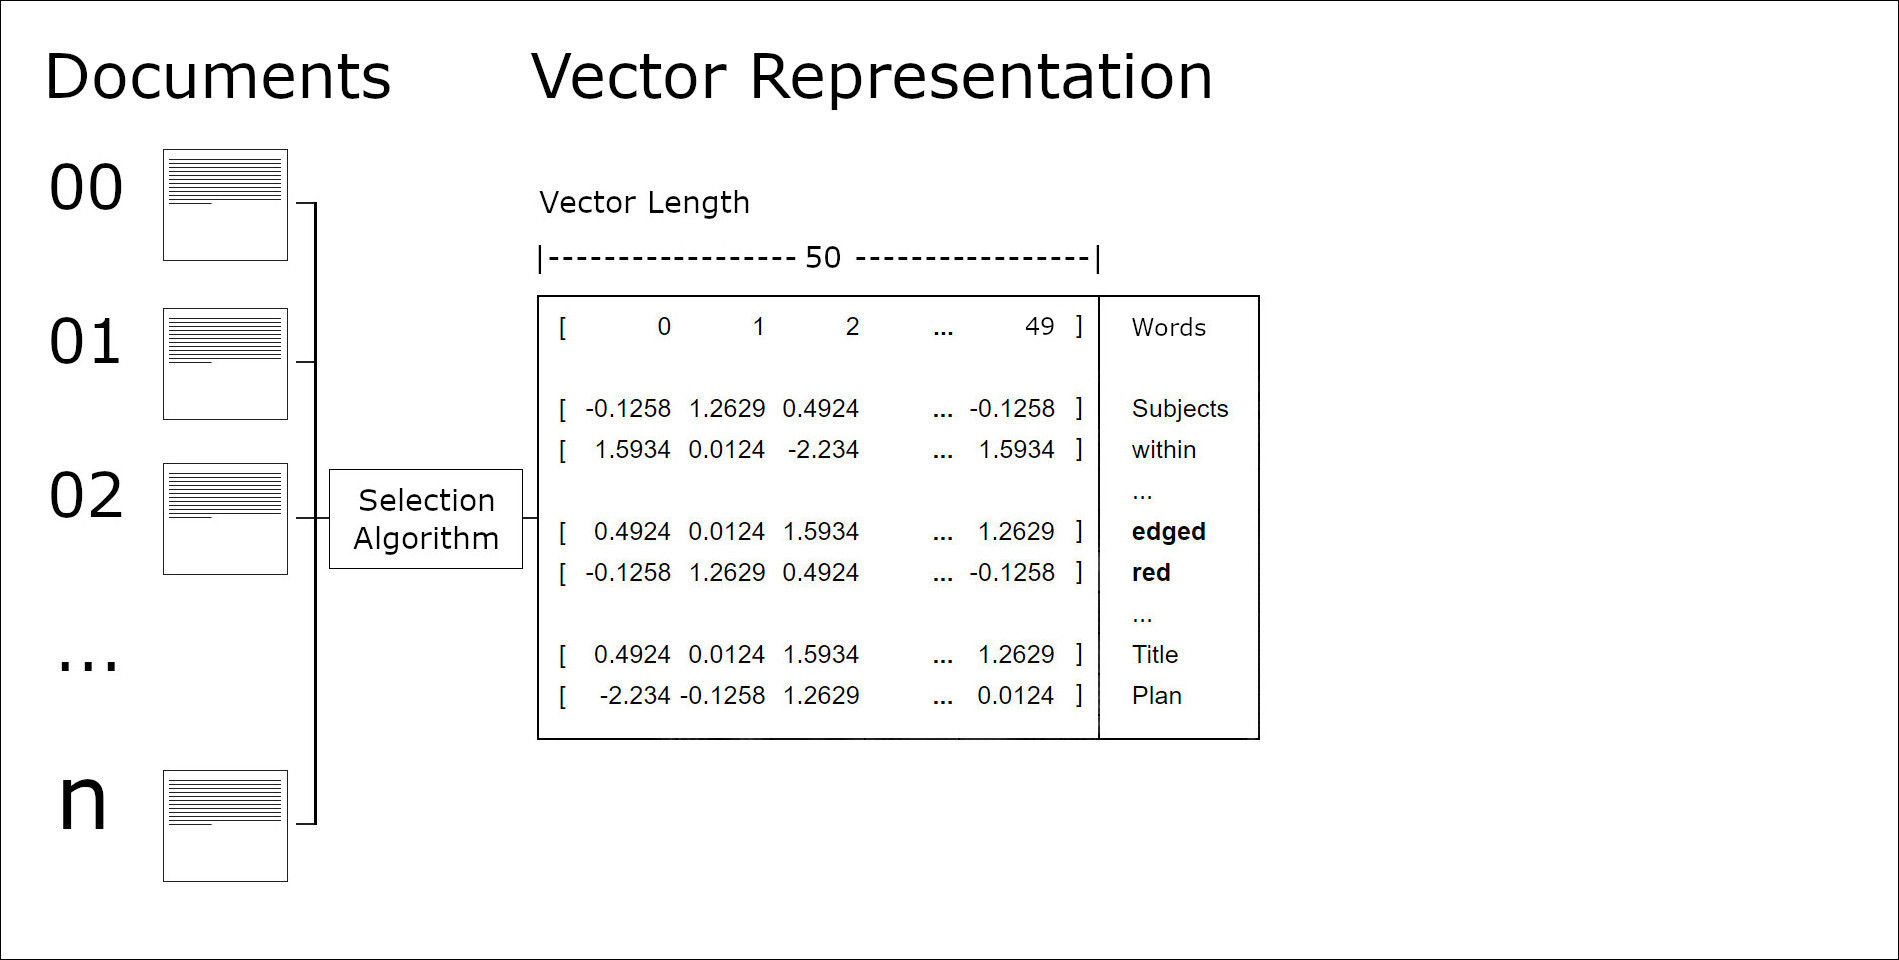 Documents
Vector Representation
00
01
02
...
n
Selection
Algorithm
Vector Length
|------------------ 50 -----------------|
[ 0 1 2 ... 49 ] Words
[ -0.1258 1.2629 0.4924 ... -0.1258 ] Subjects
[ 1.5934 0.0124 -2.234 ... 1.5934 ] within
...
[ 0.4924 0.0124 1.5934 ... 1.2629 ] edged
[ -0.1258 1.2629 0.4924 ... -0.1258 ] red
...
[ 0.4924 0.0124 1.5934 ... 1.2629 ] Title
[ -2.234 -0.1258 1.2629 ... 0.0124 ] Plan